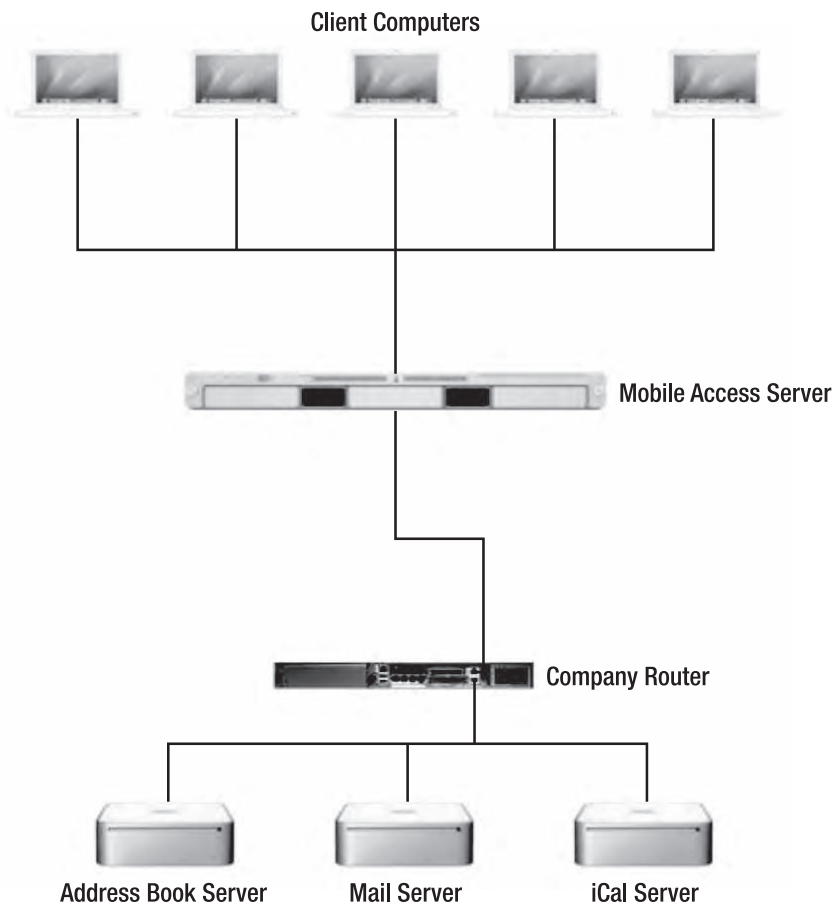 Client Computers
Mobile Access Server
Company Router
Address Book Server
Mail Server
iCal Server